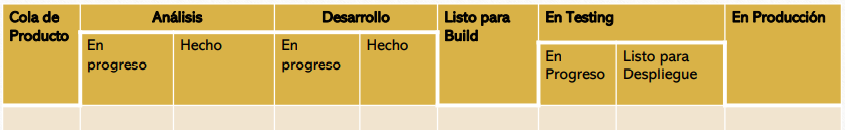 Cola de
Producto
Análisis
Desarrollo
Listo para
Build
En Testing
En Producción
En
progreso
Hecho
En
progreso
Hecho
En
Progreso
Listo para
Despliegue